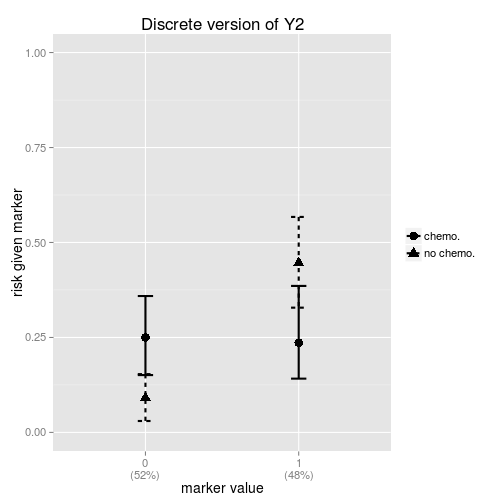 Discrete version of Y2
risk given marker
1.00
0.75
0.50
0.25
0.00
0
(52%)
1
(48%)
marker value
chemo.
no chemo.